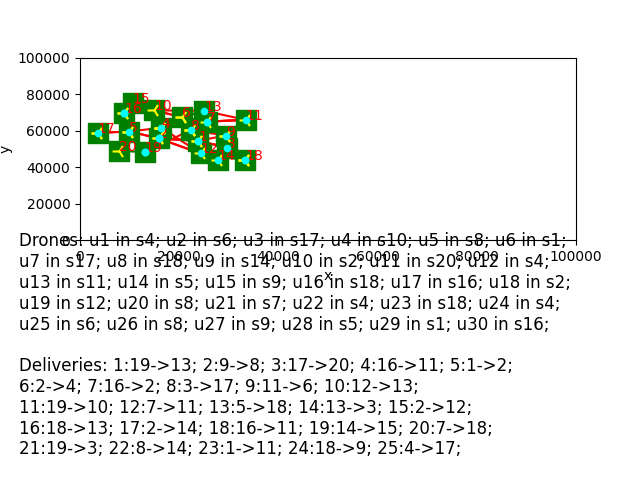 100000
80000
60000
40000
20000
0
y
0 20000 40000 60000 80000 100000
x
Drones: u1 in s4; u2 in s6; u3 in s17; u4 in s10; u5 in s8; u6 in s1;
u7 in s17; u8 in s18; u9 in s14; u10 in s2; u11 in s20; u12 in s4;
u13 in s11; u14 in s5; u15 in s9; u16 in s18; u17 in s16; u18 in s2;
u19 in s12; u20 in s8; u21 in s7; u22 in s4; u23 in s18; u24 in s4;
u25 in s6; u26 in s8; u27 in s9; u28 in s5; u29 in s1; u30 in s16;
Deliveries: 1:19->13; 2:9->8; 3:17->20; 4:16->11; 5:1->2;
6:2->4; 7:16->2; 8:3->17; 9:11->6; 10:12->13;
11:19->10; 12:7->11; 13:5->18; 14:13->3; 15:2->12;
16:18->13; 17:2->14; 18:16->11; 19:14->15; 20:7->18;
21:19->3; 22:8->14; 23:1->11; 24:18->9; 25:4->17;